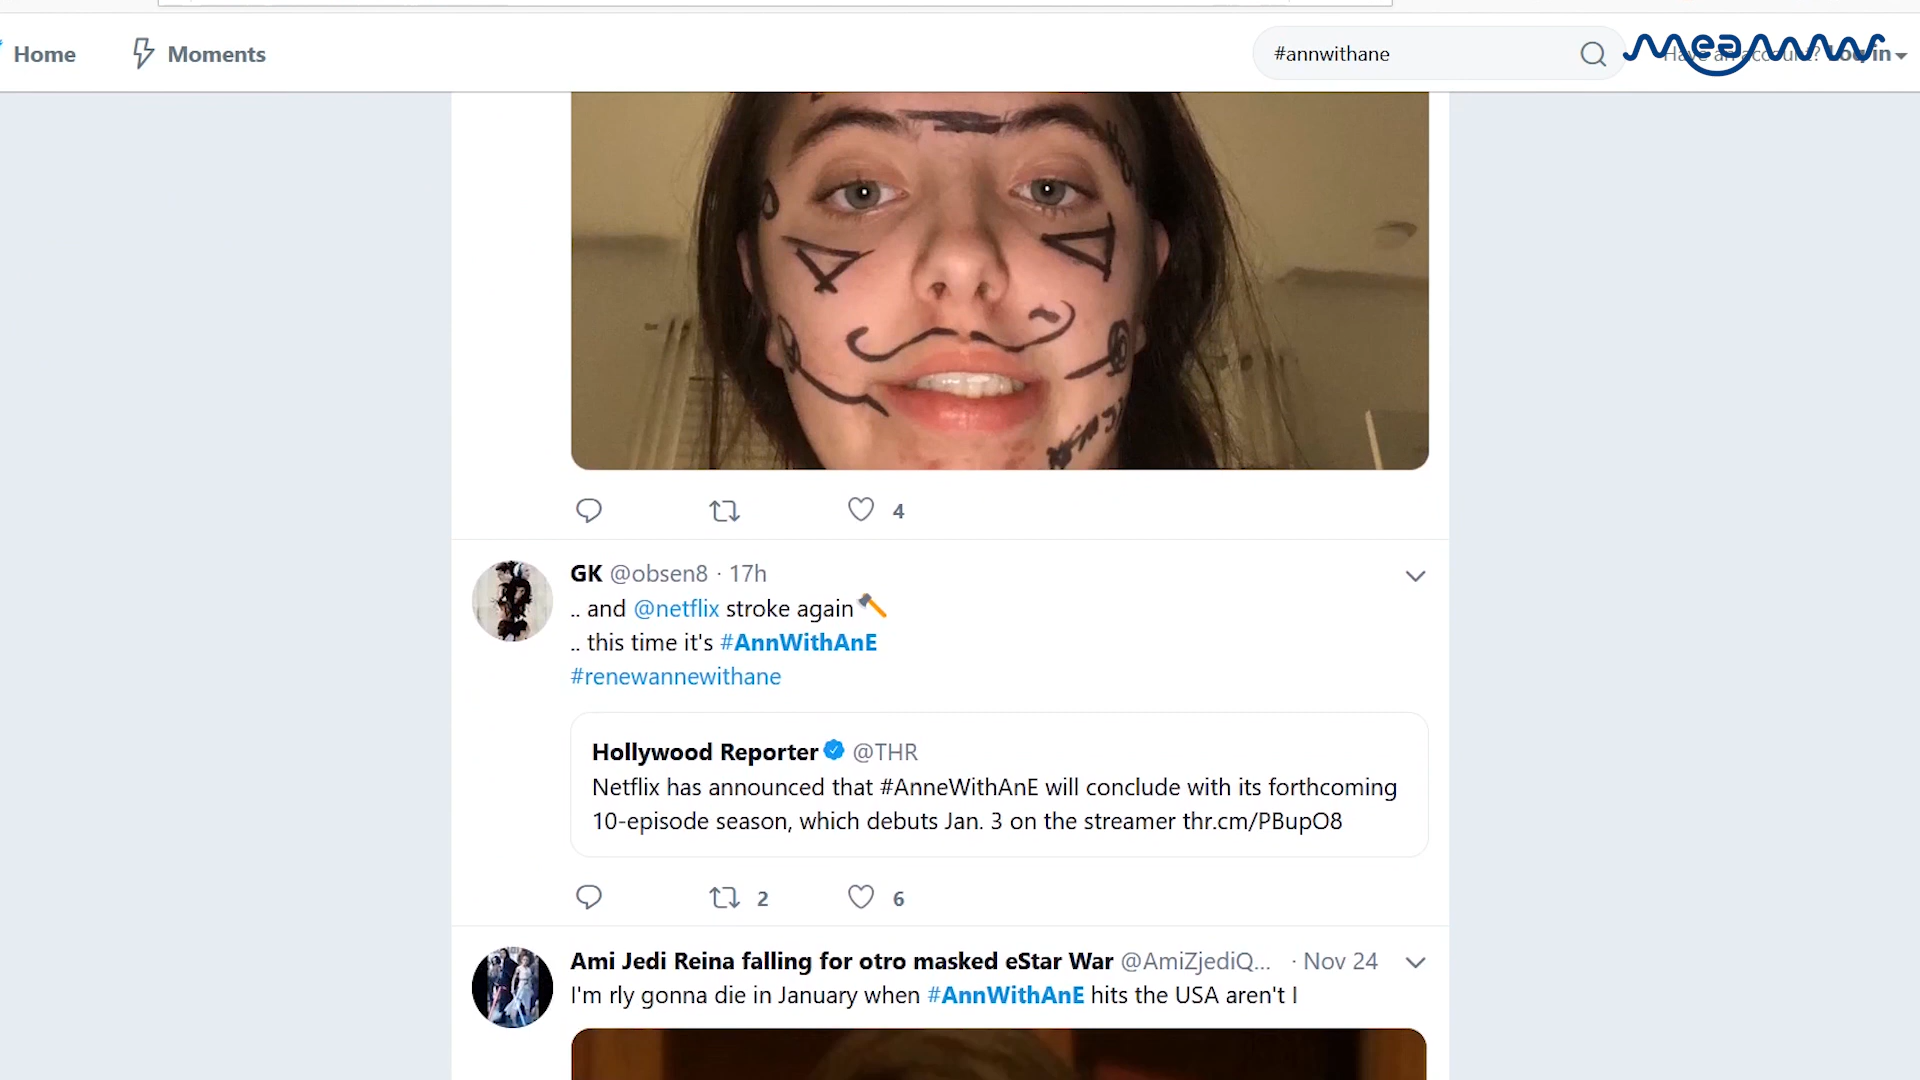 Home
Moments
#annwithane
Have an account? Log in
meaww
4
GK @obsen8 · 17h
.. and @netflix stroke again
.. this time it's #AnnWithAnE
#renewannewithane
Hollywood Reporter @THR
Netflix has announced that #AnneWithAnE will conclude with its forthcoming
10-episode season, which debuts Jan. 3 on the streamer thr.cm/PBupO8
2
6
Ami Jedi Reina falling for otro masked eStar War @AmiZjediQ... · Nov 24
I'm rly gonna die in January when #AnnWithAnE hits the USA aren't I